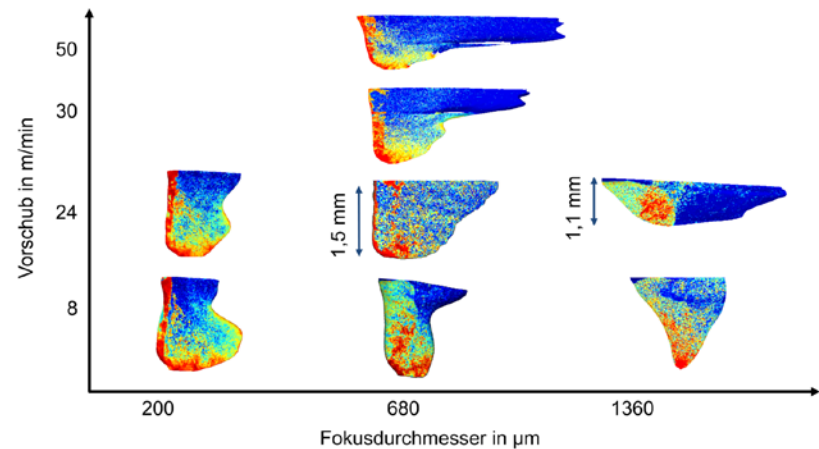 50
30
24
8
Vorschub in m/min
1,5 mm
1,1 mm
200
680
1360
Fokusdurchmesser in µm